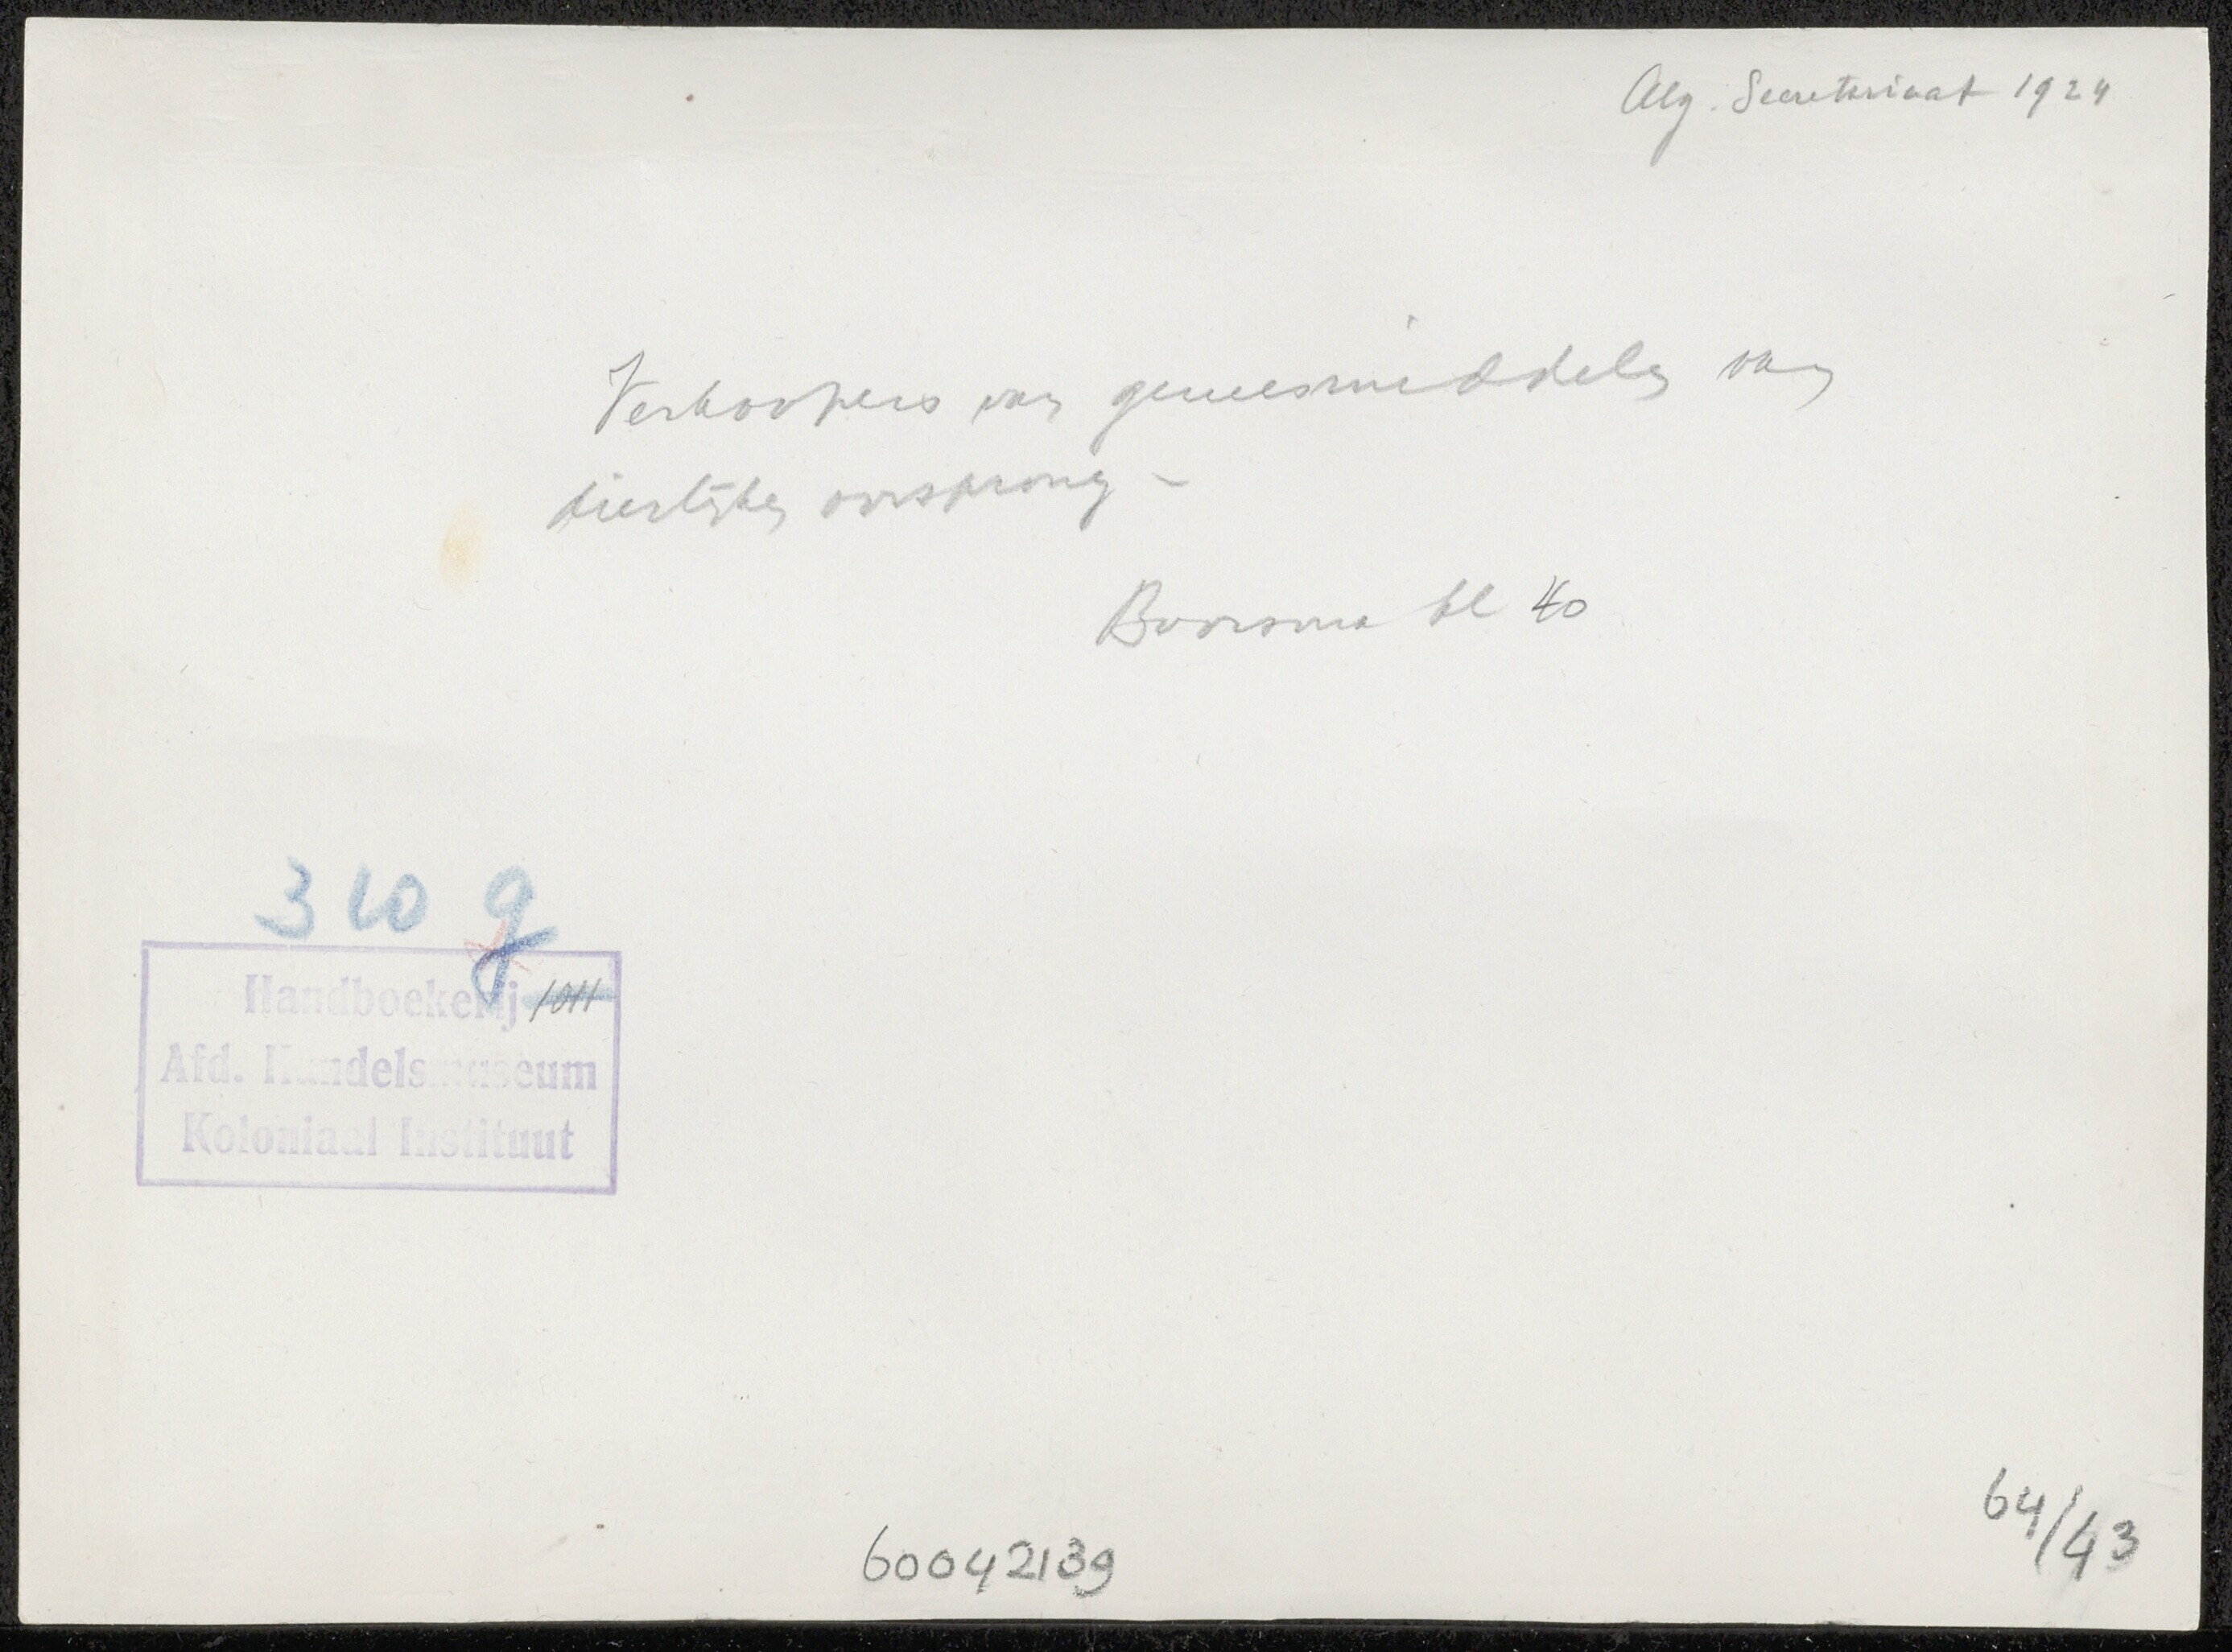 Alg. Secretariaat 1924
Verkoopers van geneesmiddelen van
dierlijken oorsprong -
Boorsma bl 40
310 g
Handboekerij 1011
Afd. Handelsmuseum
Koloniaal Instituut
64/43
60042139